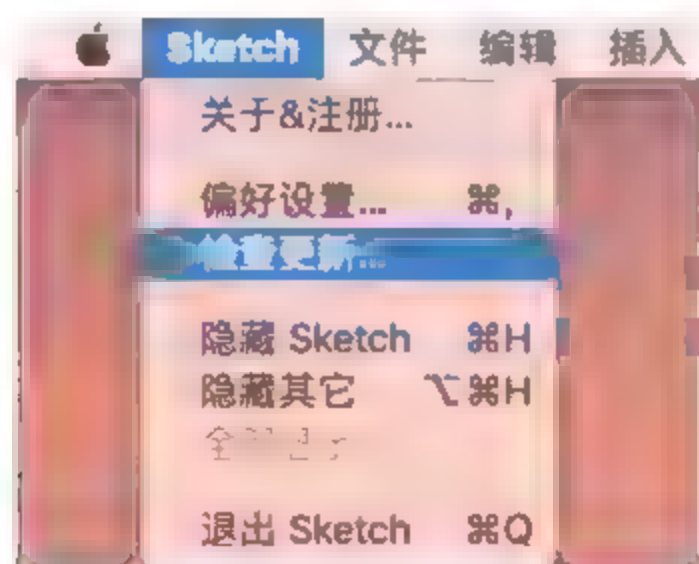 Sketch 文件 编辑 插入
关于&注册...
偏好设置... ⌘,
检查更新...
隐藏 Sketch ⌘H
隐藏其它 ⌥⌘H
退出 Sketch ⌘Q